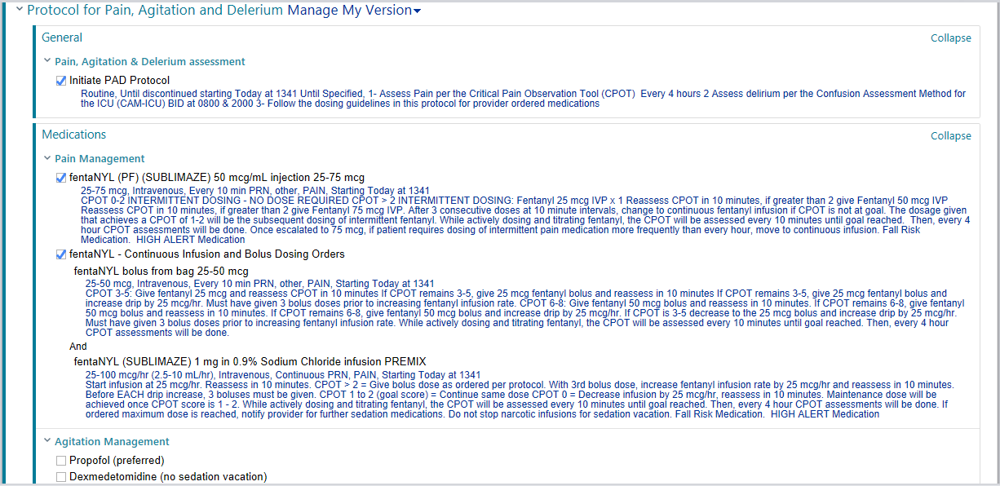 Protocol for Pain, Agitation and Delerium Manage My Version
General
Collapse
Pain, Agitation & Delerium assessment
Initiate PAD Protocol
Routine, Until discontinued starting Today at 1341 Until Specified, 1- Assess Pain per the Critical Pain Observation Tool (CPOT)  Every 4 hours 2 Assess delirium per the Confusion Assessment Method for
the ICU (CAM-ICU) BID at 0800 & 2000 3- Follow the dosing guidelines in this protocol for provider ordered medications
Medications
Collapse
Pain Management
fentaNYL (PF) (SUBLIMAZE) 50 mcg/mL injection 25-75 mcg
25-75 mcg, Intravenous, Every 10 min PRN, other, PAIN, Starting Today at 1341
CPOT 0-2 INTERMITTENT DOSING - NO DOSE REQUIRED CPOT > 2 INTERMITTENT DOSING: Fentanyl 25 mcg IVP x 1 Reassess CPOT in 10 minutes, if greater than 2 give Fentanyl 50 mcg IVP
Reassess CPOT in 10 minutes, if greater than 2 give Fentanyl 75 mcg IVP. After 3 consecutive doses at 10 minute intervals, change to continuous fentanyl infusion if CPOT is not at goal. The dosage given
that achieves a CPOT of 1-2 will be the subsequent dosing of intermittent fentanyl. While actively dosing and titrating fentanyl, the CPOT will be assessed every 10 minutes until goal reached.  Then, every 4
hour CPOT assessments will be done. Once escalated to 75 mcg, if patient requires dosing of intermittent pain medication more frequently than every hour, move to continuous infusion. Fall Risk
Medication.  HIGH ALERT Medication
fentaNYL - Continuous Infusion and Bolus Dosing Orders
fentaNYL bolus from bag 25-50 mcg
25-50 mcg, Intravenous, Every 10 min PRN, other, PAIN, Starting Today at 1341
CPOT 3-5: Give fentanyl 25 mcg and reassess CPOT in 10 minutes If CPOT remains 3-5, give 25 mcg fentanyl bolus and reassess in 10 minutes If CPOT remains 3-5, give 25 mcg fentanyl bolus and
increase drip by 25 mcg/hr. Must have given 3 bolus doses prior to increasing fentanyl infusion rate. CPOT 6-8: Give fentanyl 50 mcg bolus and reassess in 10 minutes. If CPOT remains 6-8, give fentanyl
50 mcg bolus and reassess in 10 minutes. If CPOT remains 6-8, give fentanyl 50 mcg bolus and increase drip by 25 mcg/hr. If CPOT is 3-5 decrease to the 25 mcg bolus and increase drip by 25 mcg/hr.
Must have given 3 bolus doses prior to increasing fentanyl infusion rate. While actively dosing and titrating fentanyl, the CPOT will be assessed every 10 minutes until goal reached. Then, every 4 hour
CPOT assessments will be done.
And
fentaNYL (SUBLIMAZE) 1 mg in 0.9% Sodium Chloride infusion PREMIX
25-100 mcg/hr (2.5-10 mL/hr), Intravenous, Continuous PRN, PAIN, Starting Today at 1341
Start infusion at 25 mcg/hr. Reassess in 10 minutes. CPOT > 2 = Give bolus dose as ordered per protocol. With 3rd bolus dose, increase fentanyl infusion rate by 25 mcg/hr and reassess in 10 minutes.
Before EACH drip increase, 3 boluses must be given. CPOT 1 to 2 (goal score) = Continue same dose CPOT 0 = Decrease infusion by 25 mcg/hr, reassess in 10 minutes. Maintenance dose will be
achieved once CPOT score is 1 - 2. While actively dosing and titrating fentanyl, the CPOT will be assessed every 10 minutes until goal reached. Then, every 4 hour CPOT assessments will be done. If
ordered maximum dose is reached, notify provider for further sedation medications. Do not stop narcotic infusions for sedation vacation. Fall Risk Medication.  HIGH ALERT Medication
Agitation Management
Propofol (preferred)
Dexmedetomidine (no sedation vacation)